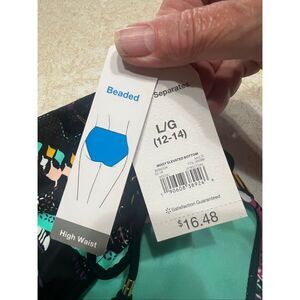 Beaded
High Waist
Separates
L/G
(12-14)
Satisfaction Guaranteed
$16.48